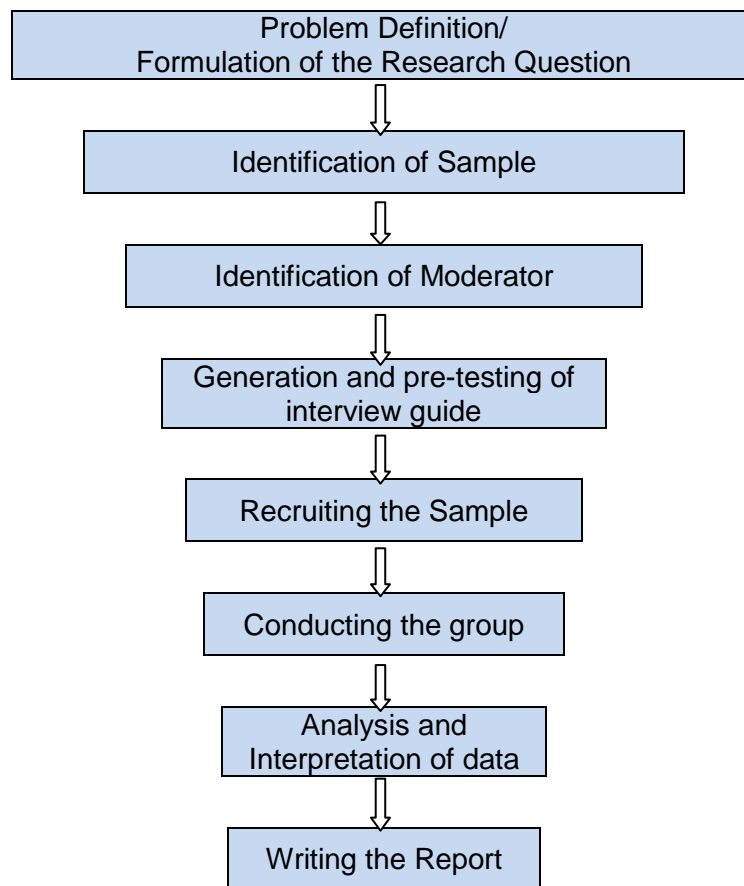 Problem Definition/
Formulation of the Research Question
Identification of Sample
Identification of Moderator
Generation and pre-testing of
interview guide
Recruiting the Sample
Conducting the group
Analysis and
Interpretation of data
Writing the Report